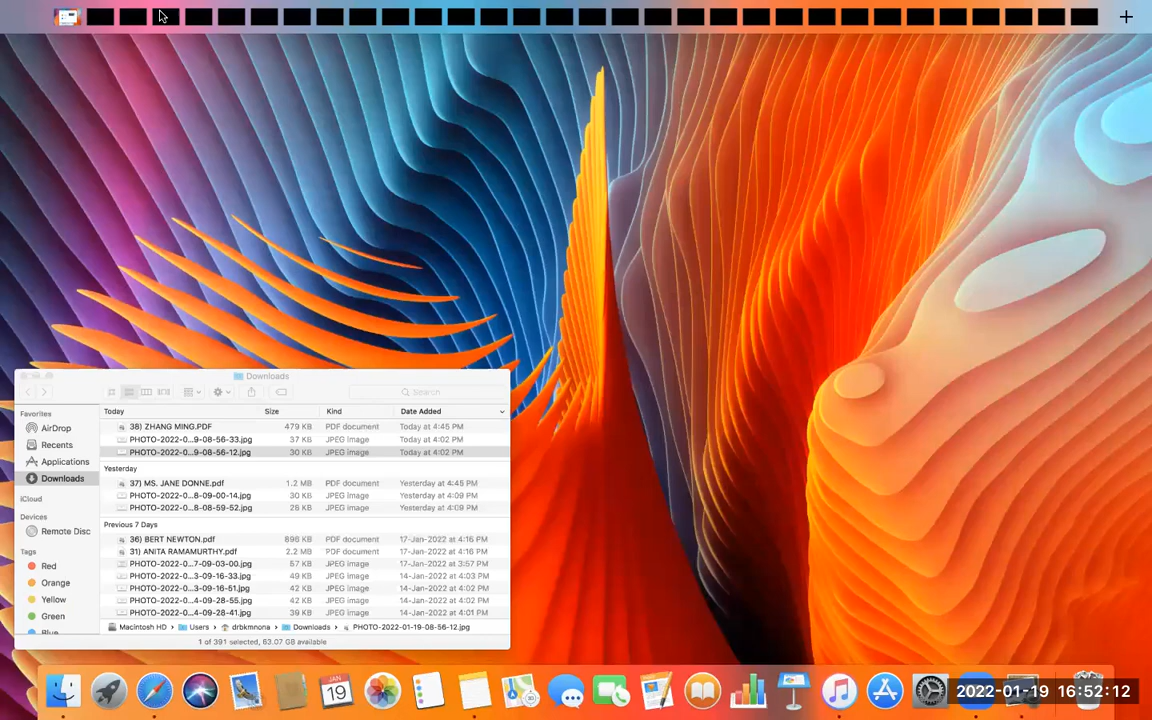 Downloads
Search
Favorites
AirDrop
Recents
Applications
Downloads
iCloud
Devices
Remote Disc
Tags
Red
Orange
Yellow
Green
Blue
Today Size Kind Date Added
38) ZHANG MING.PDF 479 KB PDF document Today at 4:45 PM
PHOTO-2022-0...9-08-56-33.jpg 37 KB JPEG image Today at 4:02 PM
PHOTO-2022-0...9-08-56-12.jpg 30 KB JPEG image Today at 4:02 PM
Yesterday
37) MS. JANE DONNE.pdf 1.2 MB PDF document Yesterday at 4:45 PM
PHOTO-2022-0...8-09-00-14.jpg 30 KB JPEG image Yesterday at 4:09 PM
PHOTO-2022-0...8-08-59-52.jpg 28 KB JPEG image Yesterday at 4:09 PM
Previous 7 Days
36) BERT NEWTON.pdf 898 KB PDF document 17-Jan-2022 at 4:16 PM
31) ANITA RAMAMURTHY.pdf 2.2 MB PDF document 17-Jan-2022 at 4:16 PM
PHOTO-2022-0...7-09-03-00.jpg 57 KB JPEG image 17-Jan-2022 at 3:57 PM
PHOTO-2022-0...3-09-16-33.jpg 49 KB JPEG image 14-Jan-2022 at 4:03 PM
PHOTO-2022-0...3-09-16-51.jpg 42 KB JPEG image 14-Jan-2022 at 4:02 PM
PHOTO-2022-0...4-09-28-55.jpg 42 KB JPEG image 14-Jan-2022 at 4:02 PM
PHOTO-2022-0...4-09-28-41.jpg 39 KB JPEG image 14-Jan-2022 at 4:01 PM
Macintosh HD Users drbkmnona Downloads PHOTO-2022-01-19-08-56-12.jpg
1 of 391 selected, 63.07 GB available
JAN
19
2022-01-19 16:52:12